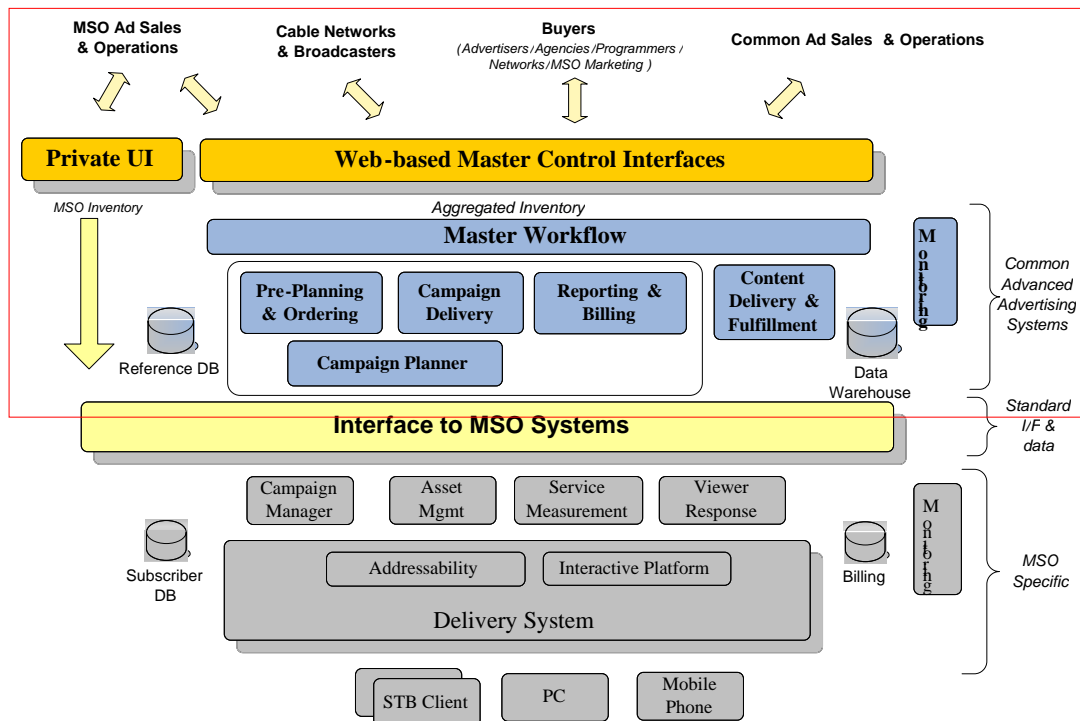 MSO Ad Sales
& Operations
Cable Networks
& Broadcasters
Buyers
(Advertisers/Agencies/Programmers/
Networks/MSO Marketing )
Common Ad Sales & Operations
Private UI
Web-based Master Control Interfaces
MSO Inventory
Aggregated Inventory
Master Workflow
Monitoring
Pre-Planning
& Ordering
Campaign
Delivery
Reporting &
Billing
Content
Delivery &
Fulfillment
Common
Advanced
Advertising
Systems
Campaign Planner
Reference DB
Data
Warehouse
Interface to MSO Systems
Standard
I/F &
data
Campaign
Manager
Asset
Mgmt
Service
Measurement
Viewer
Response
Monitoring
Subscriber
DB
Addressability
Interactive Platform
Billing
MSO
Specific
Delivery System
STB Client
PC
Mobile
Phone